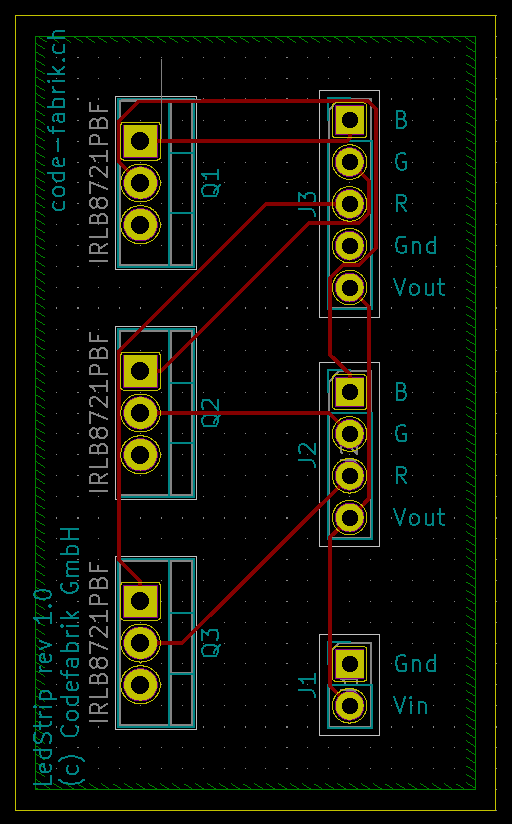 code-fabrik.ch
IRLB8721PBF
Q1
J3
B
G
R
Gnd
Vout
IRLB8721PBF
Q2
J2
B
G
R
Vout
IRLB8721PBF
Q3
J1
Gnd
Vin
LedStrip rev 1.0
(c) Codefabrik GmbH